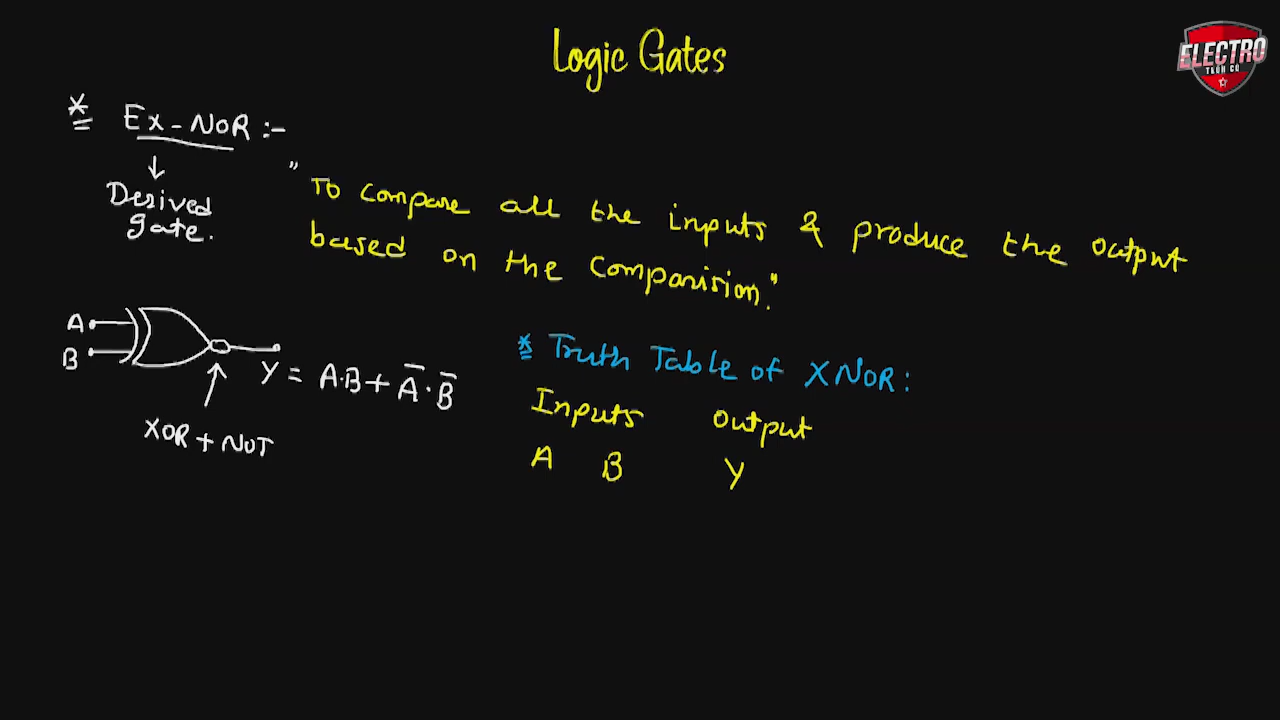 Logic Gates
ELECTRO
TECH CQ
* Ex-NOR :-
↓
Derived
gate.
"To compare all the inputs & produce the output
based on the comparision."
A
B
Y = A·B + A̅·B̅
XOR + NOT
* Truth Table of XNOR:
Inputs Output
A B Y